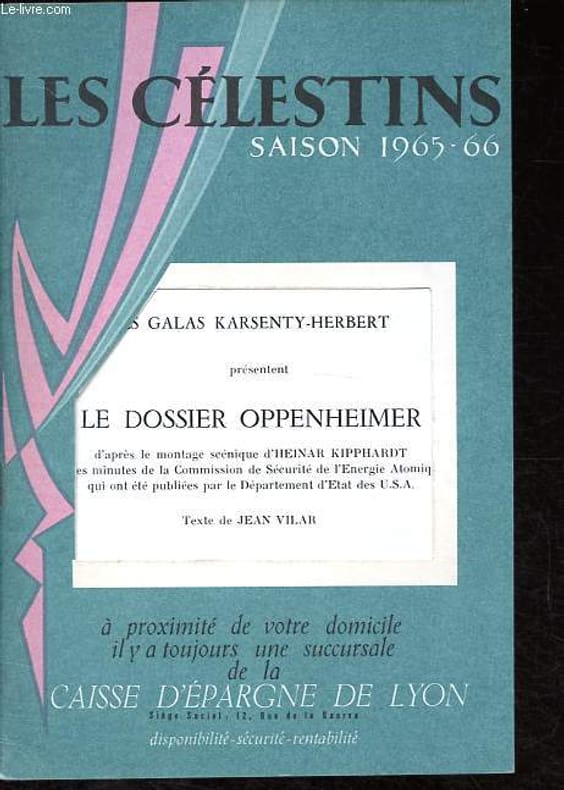 Le-livre.com
LES CÉLESTINS
SAISON 1965-66
S GALAS KARSENTY-HERBERT
présentent
LE DOSSIER OPPENHEIMER
d'après le montage scénique d'HEINAR KIPPHARDT
es minutes de la Commission de Sécurité de l'Energie Atomiq
qui ont été publiées par le Département d'Etat des U.S.A.
Texte de JEAN VILAR
à proximité de votre domicile
il y a toujours une succursale
de la
CAISSE D'ÉPARGNE DE LYON
Siège Social, 12, Rue de la Bourse
disponibilité-sécurité-rentabilité